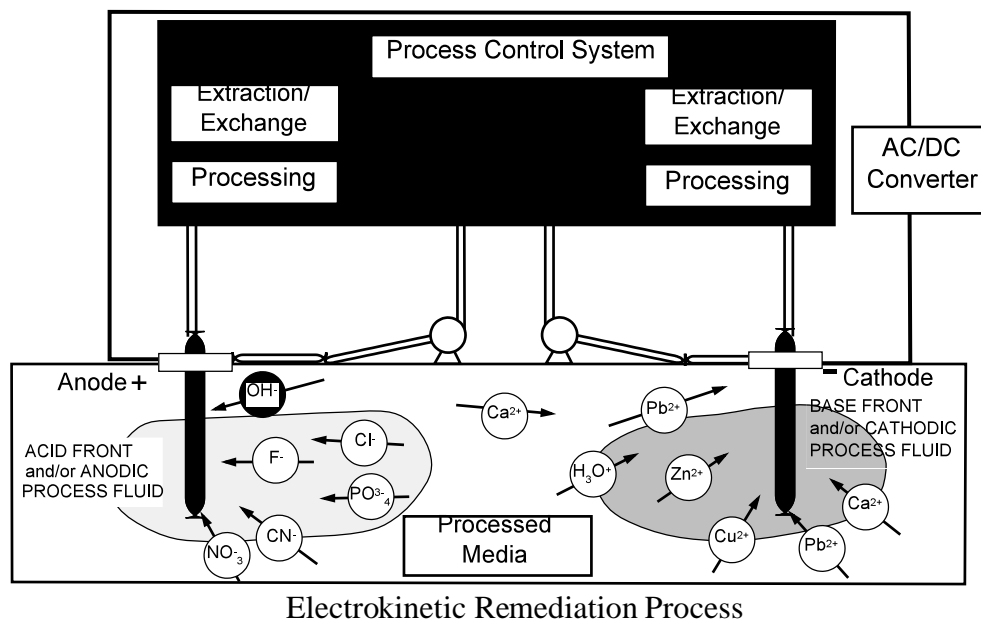 Process Control System
Extraction/
Exchange
Extraction/
Exchange
Processing
Processing
AC/DC
Converter
Anode +
- Cathode
OH-
Ca2+
Pb2+
BASE FRONT
and/or CATHODIC
PROCESS FLUID
ACID FRONT
and/or ANODIC
PROCESS FLUID
Cl-
F-
H3O+
Zn2+
PO3-4
Ca2+
NO-3
CN-
Processed
Media
Cu2+
Pb2+
Electrokinetic Remediation Process